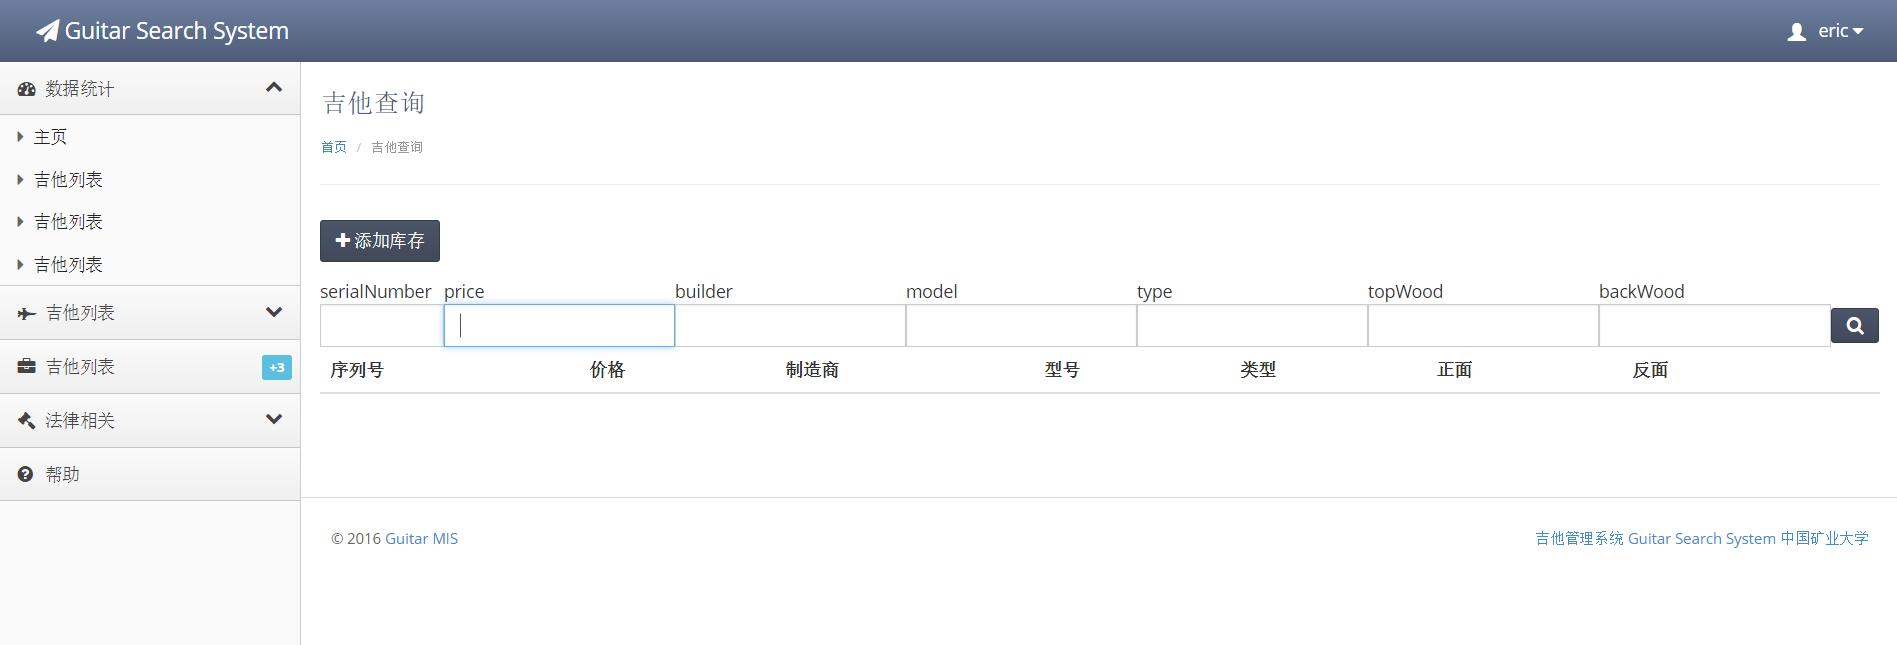 Guitar Search System
eric
数据统计
主页
吉他列表
吉他列表
吉他列表
吉他列表
吉他列表
+3
法律相关
帮助
吉他查询
首页 / 吉他查询
添加库存
serialNumber price builder model type topWood backWood
序列号 价格 制造商 型号 类型 正面 反面
© 2016 Guitar MIS
吉他管理系统 Guitar Search System 中国矿业大学